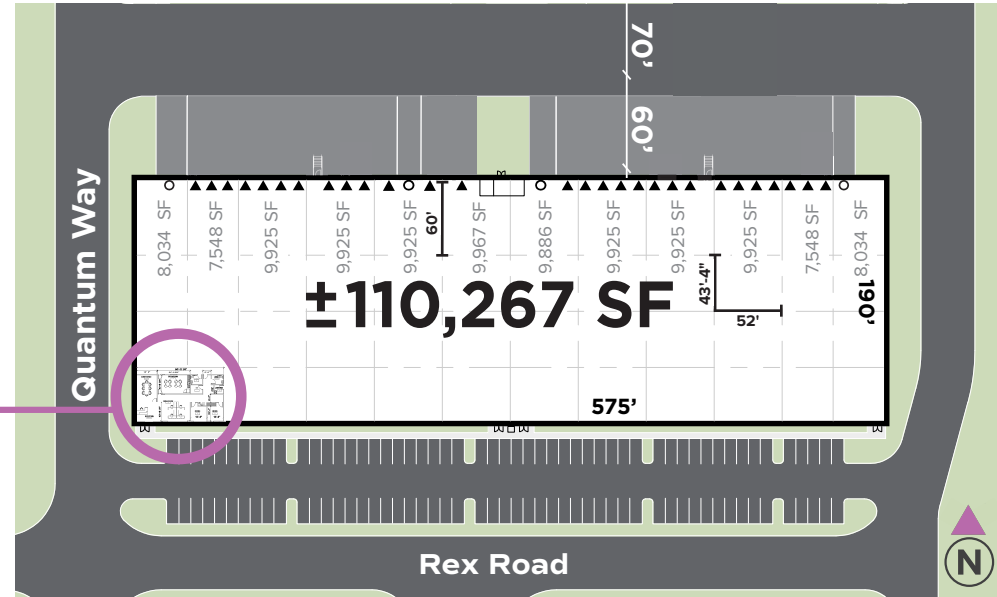 70'
60'
Quantum Way
8,034 SF
7,548 SF
9,925 SF
9,925 SF
9,925 SF
9,967 SF
9,886 SF
9,925 SF
9,925 SF
9,925 SF
7,548 SF
8,034 SF
60'
43'-4"
52'
190'
±110,267 SF
575'
Rex Road
N